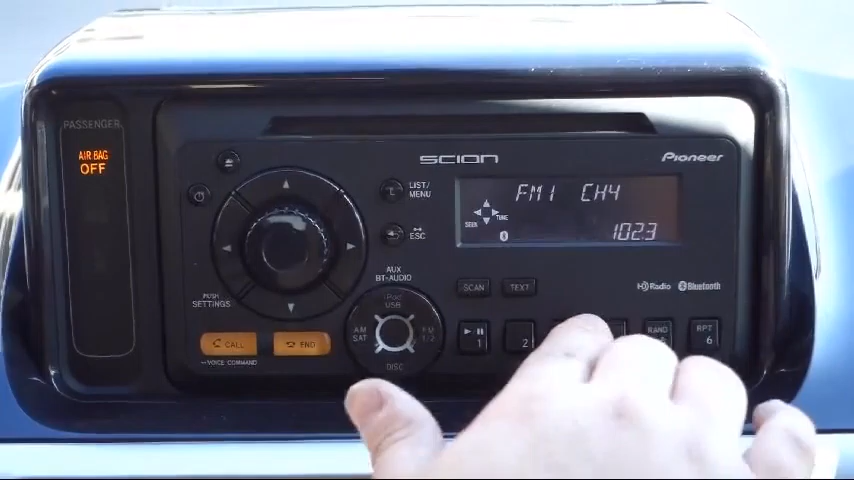 PASSENGER
AIR BAG
OFF
SCION
Pioneer
LIST/
MENU
ESC
FM1 CH4
102.3
SEEK
TUNE
PUSH
SETTINGS
AUX
BT-AUDIO
iPod
USB
AM
SAT
FM
1/2
DISC
SCAN
TEXT
HD Radio
Bluetooth
CALL
END
VOICE COMMAND
1
2
RAND
RPT
6